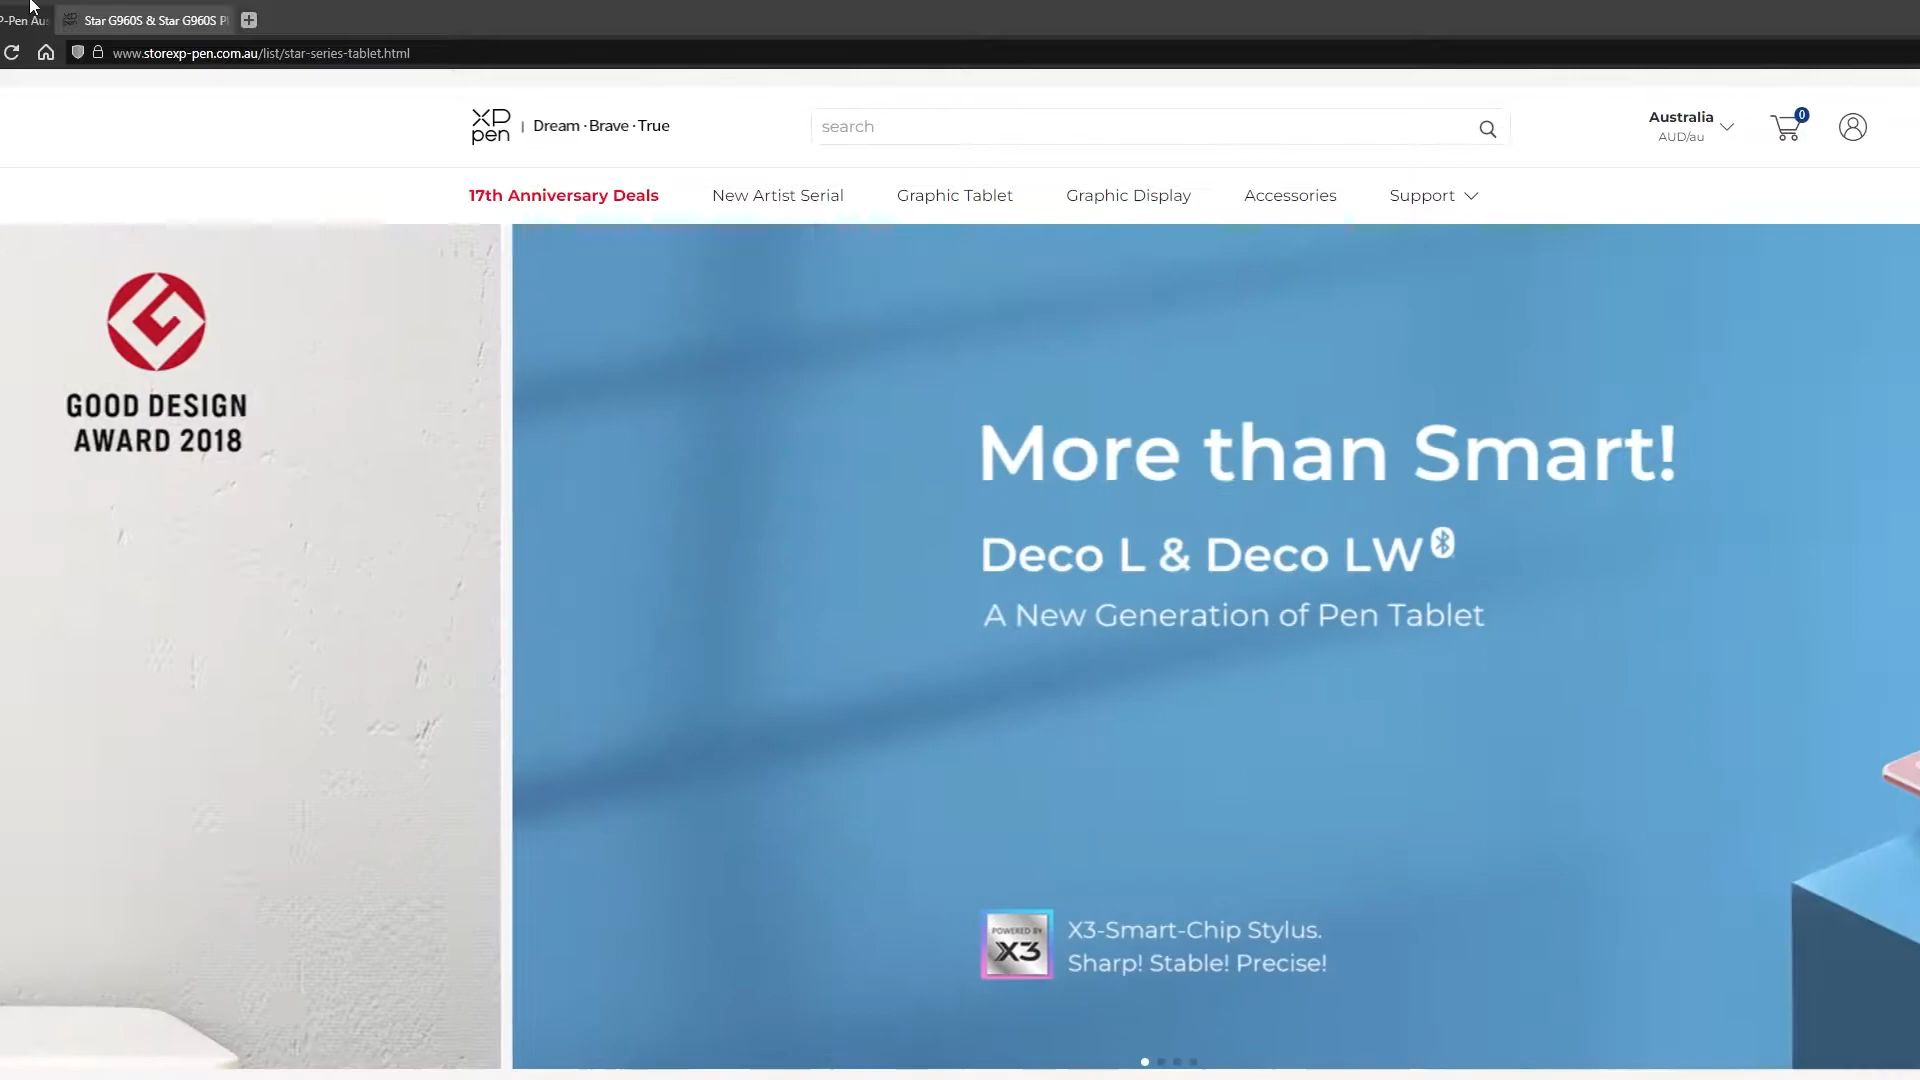 P-Pen Au
Star G960S & Star G960S Pl
www.storexp-pen.com.au/list/star-series-tablet.html
XP
pen
| Dream·Brave·True
search
Australia
AUD/au
0
17th Anniversary Deals
New Artist Serial
Graphic Tablet
Graphic Display
Accessories
Support
GOOD DESIGN
AWARD 2018
More than Smart!
Deco L & Deco LW
A New Generation of Pen Tablet
POWERED BY
X3
X3-Smart-Chip Stylus.
Sharp! Stable! Precise!